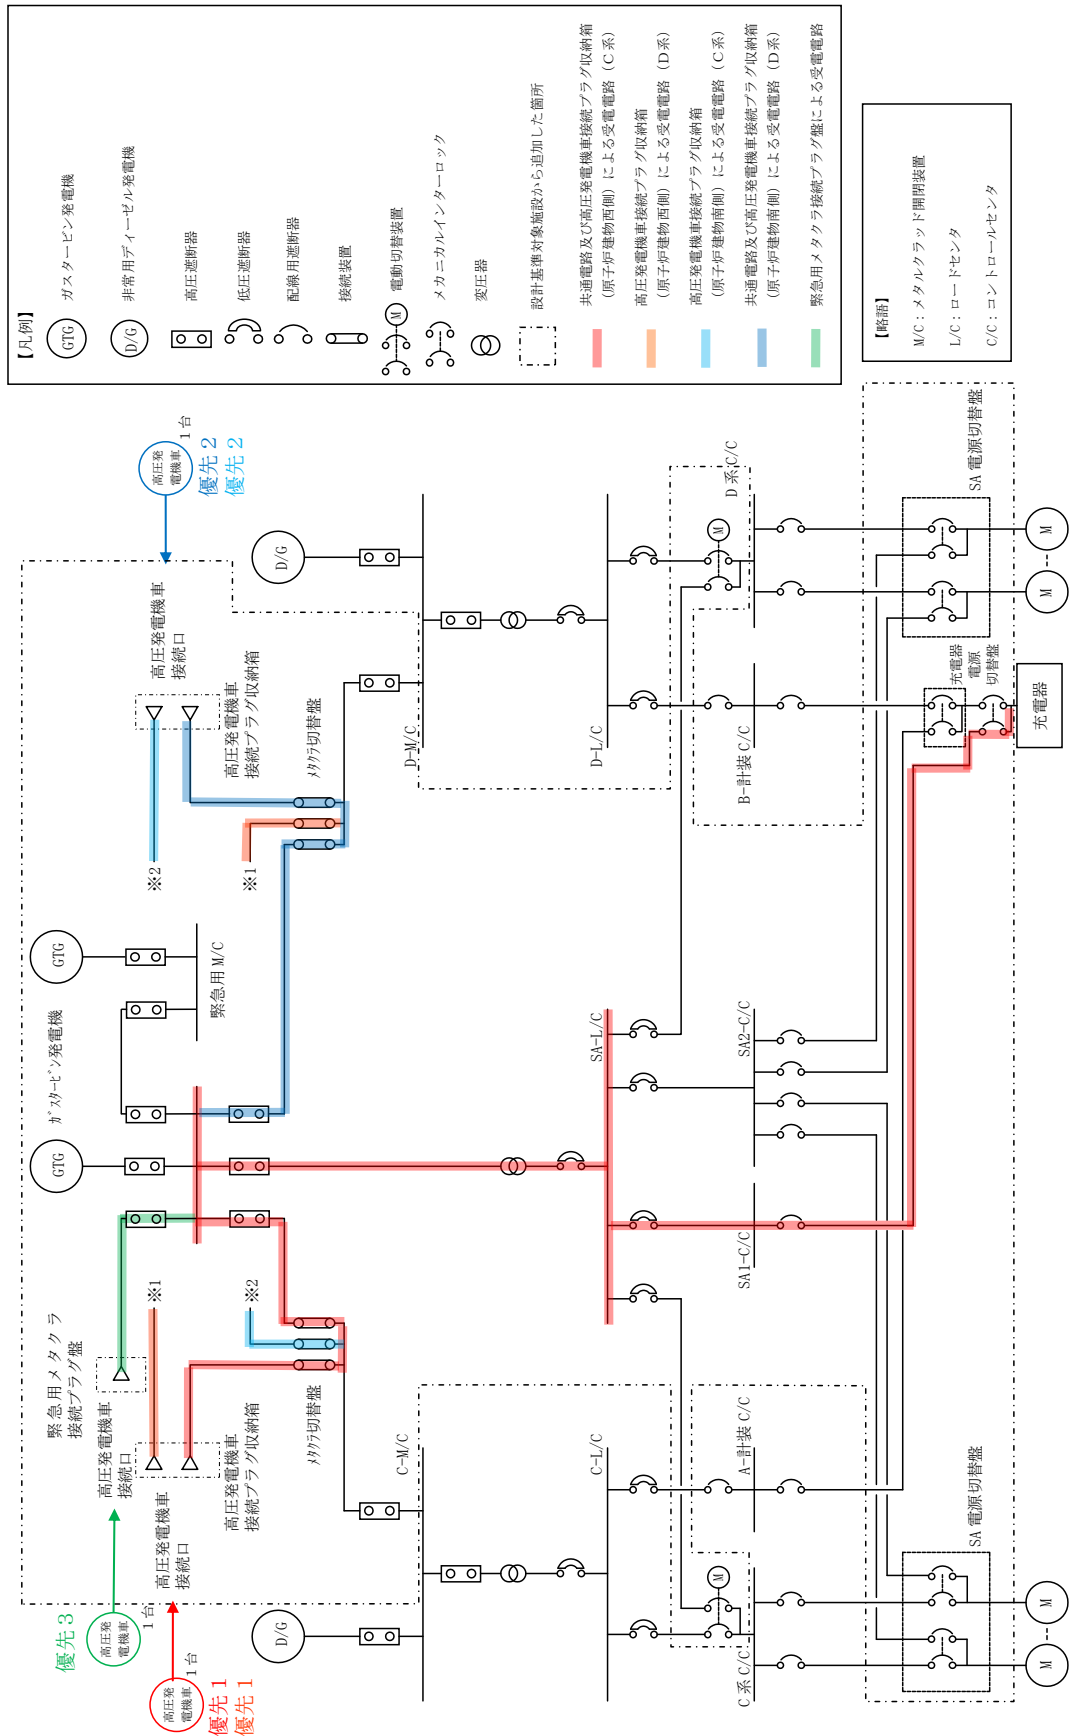 【凡例】
GTG
ガスタービン発電機
D/G
非常用ディーゼル発電機
高圧遮断器
低圧遮断器
配線用遮断器
接続装置
M
電動切替装置
メカニカルインターロック
変圧器
設計基準対象施設から追加した箇所
共通電路及び高圧発電機車接続プラグ収納箱
(原子炉建物西側)による受電電路(C系)
高圧発電機車接続プラグ収納箱
(原子炉建物西側)による受電電路(D系)
高圧発電機車接続プラグ収納箱
(原子炉建物南側)による受電電路(C系)
共通電路及び高圧発電機車接続プラグ収納箱
(原子炉建物南側)による受電電路(D系)
緊急用メタクラ接続プラグ盤による受電電路
【略語】
M/C:メタルクラッド開閉装置
L/C:ロードセンタ
C/C:コントロールセンタ
優先3
高圧発
電機車
1台
優先1
優先1
高圧発
電機車
1台
緊急用メタクラ
接続プラグ盤
高圧発電機車
接続口
高圧発電機車
接続口
※1
※2
高圧発電機車
接続プラグ収納箱
メタクラ切替盤
GTG
ガスタービン発電機
GTG
緊急用M/C
高圧発
電機車
1台
優先2
優先2
高圧発電機車
接続口
※2
※1
高圧発電機車
接続プラグ収納箱
メタクラ切替盤
D/G
C-M/C
D/G
D-M/C
C-L/C
SA-L/C
D-L/C
M
C系C/C
A-計装C/C
SA1-C/C
SA2-C/C
B-計装C/C
M
D系C/C
SA電源切替盤
充電器
電源
切替盤
SA電源切替盤
M
M
充電器
M
M